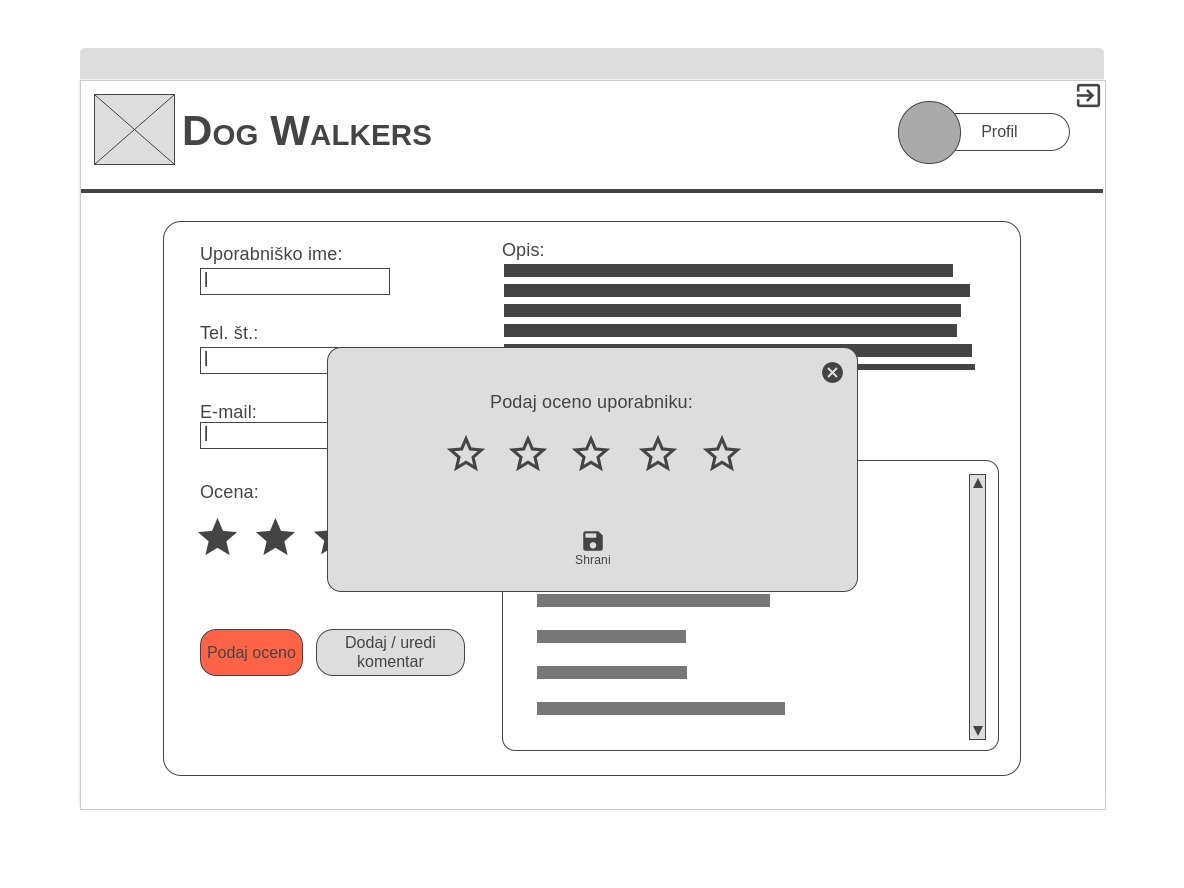 Dog Walkers
Profil
Uporabniško ime:
Tel. št.:
E-mail:
Ocena:
Podaj oceno
Dodaj / uredi
komentar
Opis:
Podaj oceno uporabniku:
Shrani